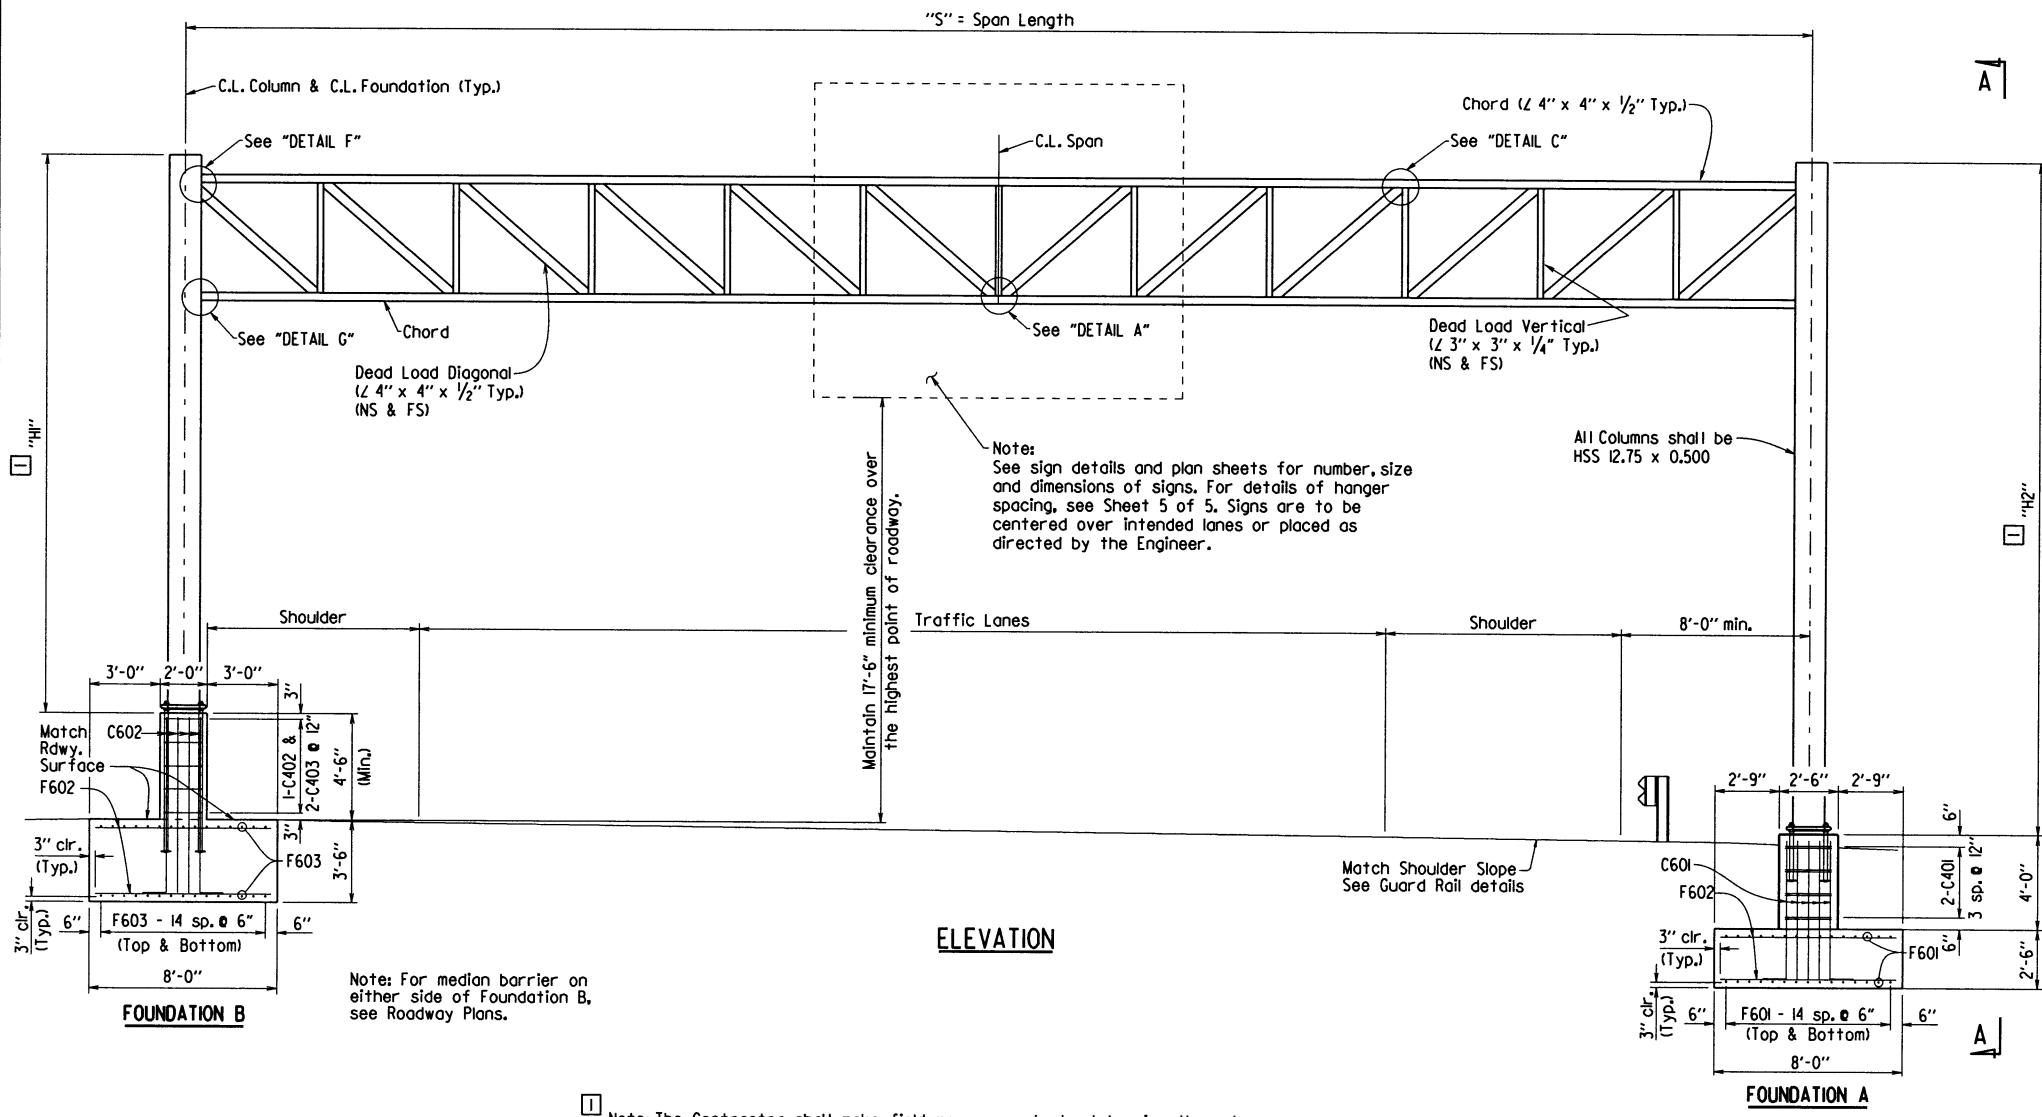 "S" = Span Length
C.L. Column & C.L. Foundation (Typ.)
A
Chord (∠ 4" x 4" x 1/2" Typ.)
See "DETAIL F"
C.L. Span
See "DETAIL C"
See "DETAIL G"
Chord
See "DETAIL A"
Dead Load Vertical
(∠ 3" x 3" x 1/4" Typ.)
(NS & FS)
Dead Load Diagonal
(∠ 4" x 4" x 1/2" Typ.)
(NS & FS)
1 "H1"
Note:
See sign details and plan sheets for number, size
and dimensions of signs. For details of hanger
spacing, see Sheet 5 of 5. Signs are to be
centered over intended lanes or placed as
directed by the Engineer.
All Columns shall be
HSS 12.75 x 0.500
1 "H2"
Maintain 17'-6" minimum clearance over
the highest point of roadway.
Shoulder
Traffic Lanes
Shoulder
8'-0" min.
3'-0" 2'-0" 3'-0"
3"
1-C402 &
2-C403 @ 12"
3"
4'-6"
(Min.)
3'-6"
Match
Rdwy.
Surface
C602
F602
3" clr.
(Typ.)
F603
3" clr.
(Typ.)
6"
F603 - 14 sp. @ 6"
(Top & Bottom)
6"
8'-0"
FOUNDATION B
Note: For median barrier on
either side of Foundation B,
see Roadway Plans.
ELEVATION
Match Shoulder Slope
See Guard Rail details
2'-9" 2'-6" 2'-9"
6"
2-C401
3 sp. @ 12"
6"
4'-0"
2'-6"
C601
F602
3" clr.
(Typ.)
F601
3" clr.
(Typ.)
6"
F601 - 14 sp. @ 6"
(Top & Bottom)
6"
8'-0"
A
FOUNDATION A
1